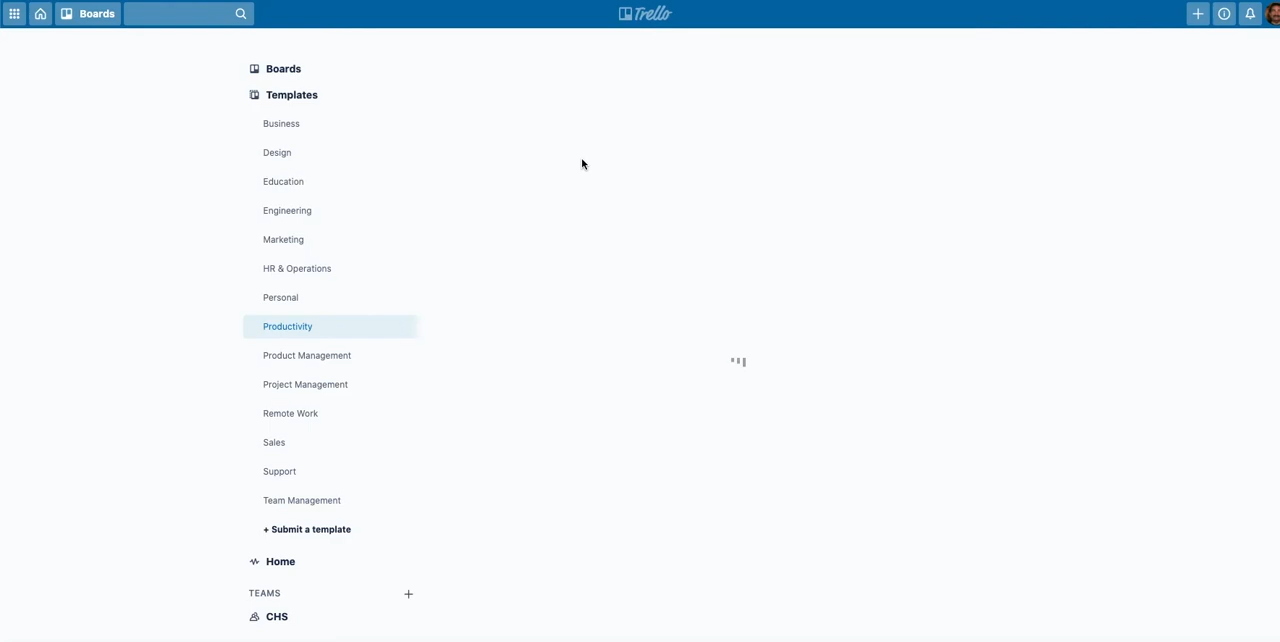 Boards
Trello
Boards
Templates
Business
Design
Education
Engineering
Marketing
HR & Operations
Personal
Productivity
Product Management
Project Management
Remote Work
Sales
Support
Team Management
+ Submit a template
Home
TEAMS
CHS